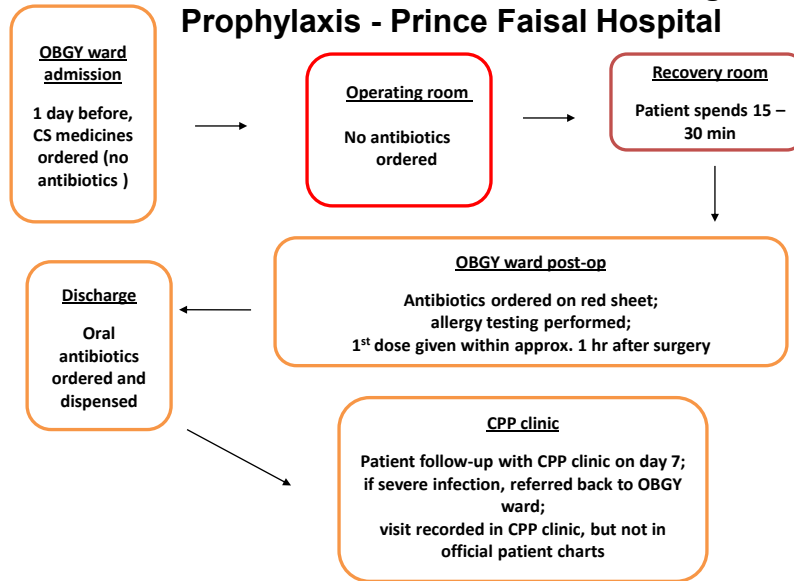 Prophylaxis - Prince Faisal Hospital
OBGY ward
admission
1 day before,
CS medicines
ordered (no
antibiotics )
Operating room
No antibiotics
ordered
Recovery room
Patient spends 15 –
30 min
OBGY ward post-op
Antibiotics ordered on red sheet;
allergy testing performed;
1st dose given within approx. 1 hr after surgery
Discharge
Oral
antibiotics
ordered and
dispensed
CPP clinic
Patient follow-up with CPP clinic on day 7;
if severe infection, referred back to OBGY
ward;
visit recorded in CPP clinic, but not in
official patient charts